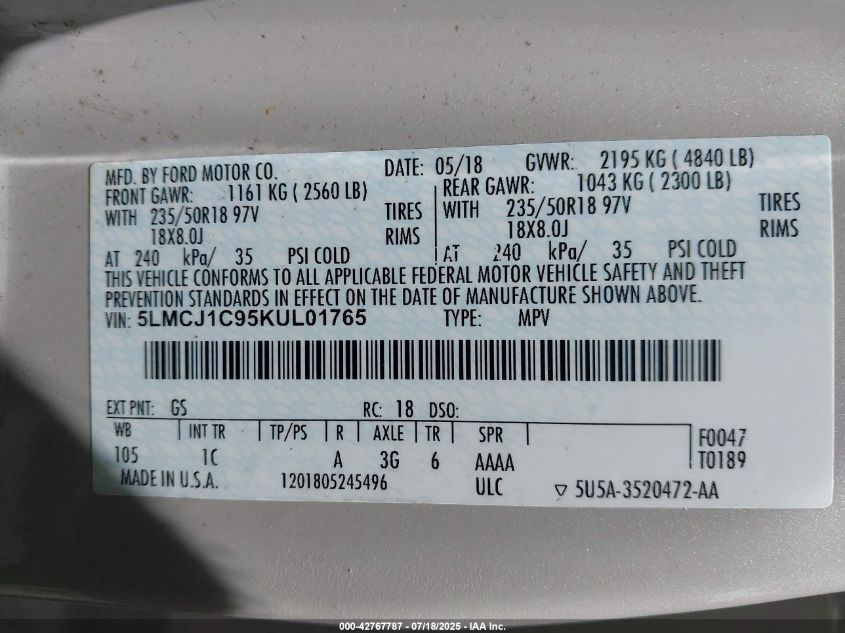 MFD. BY FORD MOTOR CO. DATE: 05/18 GVWR: 2195 KG ( 4840 LB)
FRONT GAWR: 1161 KG ( 2560 LB) REAR GAWR: 1043 KG ( 2300 LB)
WITH 235/50R18 97V TIRES WITH 235/50R18 97V TIRES
18X8.0J RIMS 18X8.0J RIMS
AT 240 kPa/ 35 PSI COLD AT 240 kPa/ 35 PSI COLD
THIS VEHICLE CONFORMS TO ALL APPLICABLE FEDERAL MOTOR VEHICLE SAFETY AND THEFT
PREVENTION STANDARDS IN EFFECT ON THE DATE OF MANUFACTURE SHOWN ABOVE.
VIN: 5LMCJ1C95KUL01765 TYPE: MPV
EXT PNT: GS RC: 18 DSO:
WB INT TR TP/PS R AXLE TR SPR F0047
105 1C A 3G 6 AAAA T0189
MADE IN U.S.A. 1201805245496 ULC ▽ 5U5A-3520472-AA
000-42767787 - 07/18/2025 - IAA Inc.